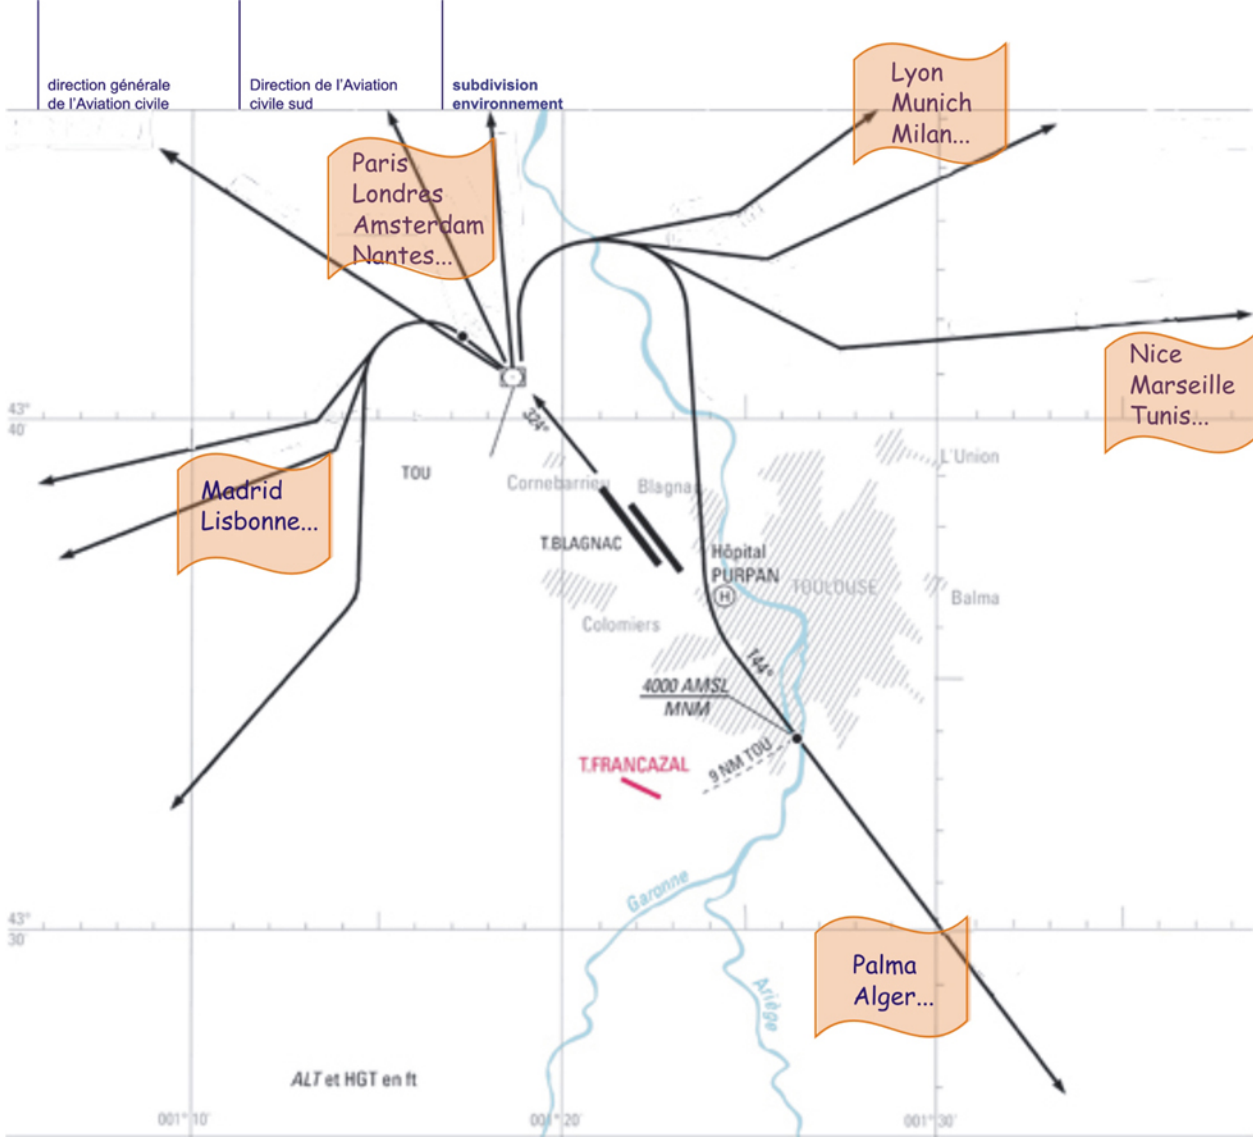 direction générale
de l'Aviation civile
Direction de l'Aviation
civile sud
subdivision
environnement
Lyon
Munich
Milan...
Paris
Londres
Amsterdam
Nantes...
Nice
Marseille
Tunis...
43°
40'
324°
TOU
Cornebarrieu
Blagnac
L'Union
Madrid
Lisbonne...
T.BLAGNAC
Hôpital
PURPAN
H
TOULOUSE
Balma
Colomiers
144°
4000 AMSL
MNM
9 NM TOU
T.FRANCAZAL
Garonne
43°
30'
Palma
Alger...
Ariège
ALT et HGT en ft
001° 10'
001° 20'
001° 30'